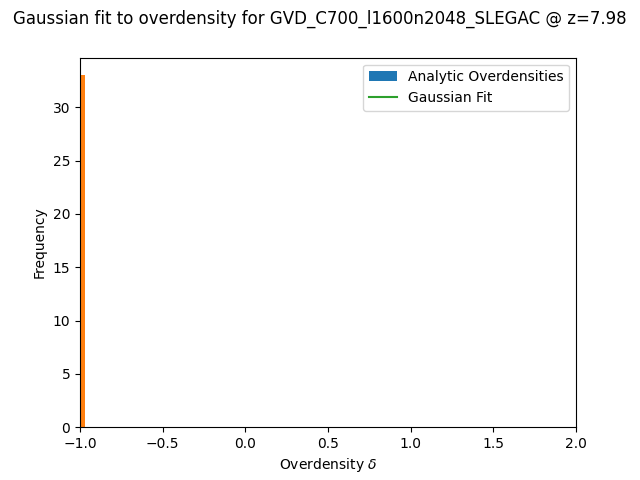 Gaussian fit to overdensity for GVD_C700_l1600n2048_SLEGAC @ z=7.98
Analytic Overdensities
Gaussian Fit
Frequency
30
25
20
15
10
5
0
−1.0 −0.5 0.0 0.5 1.0 1.5 2.0
Overdensity δ